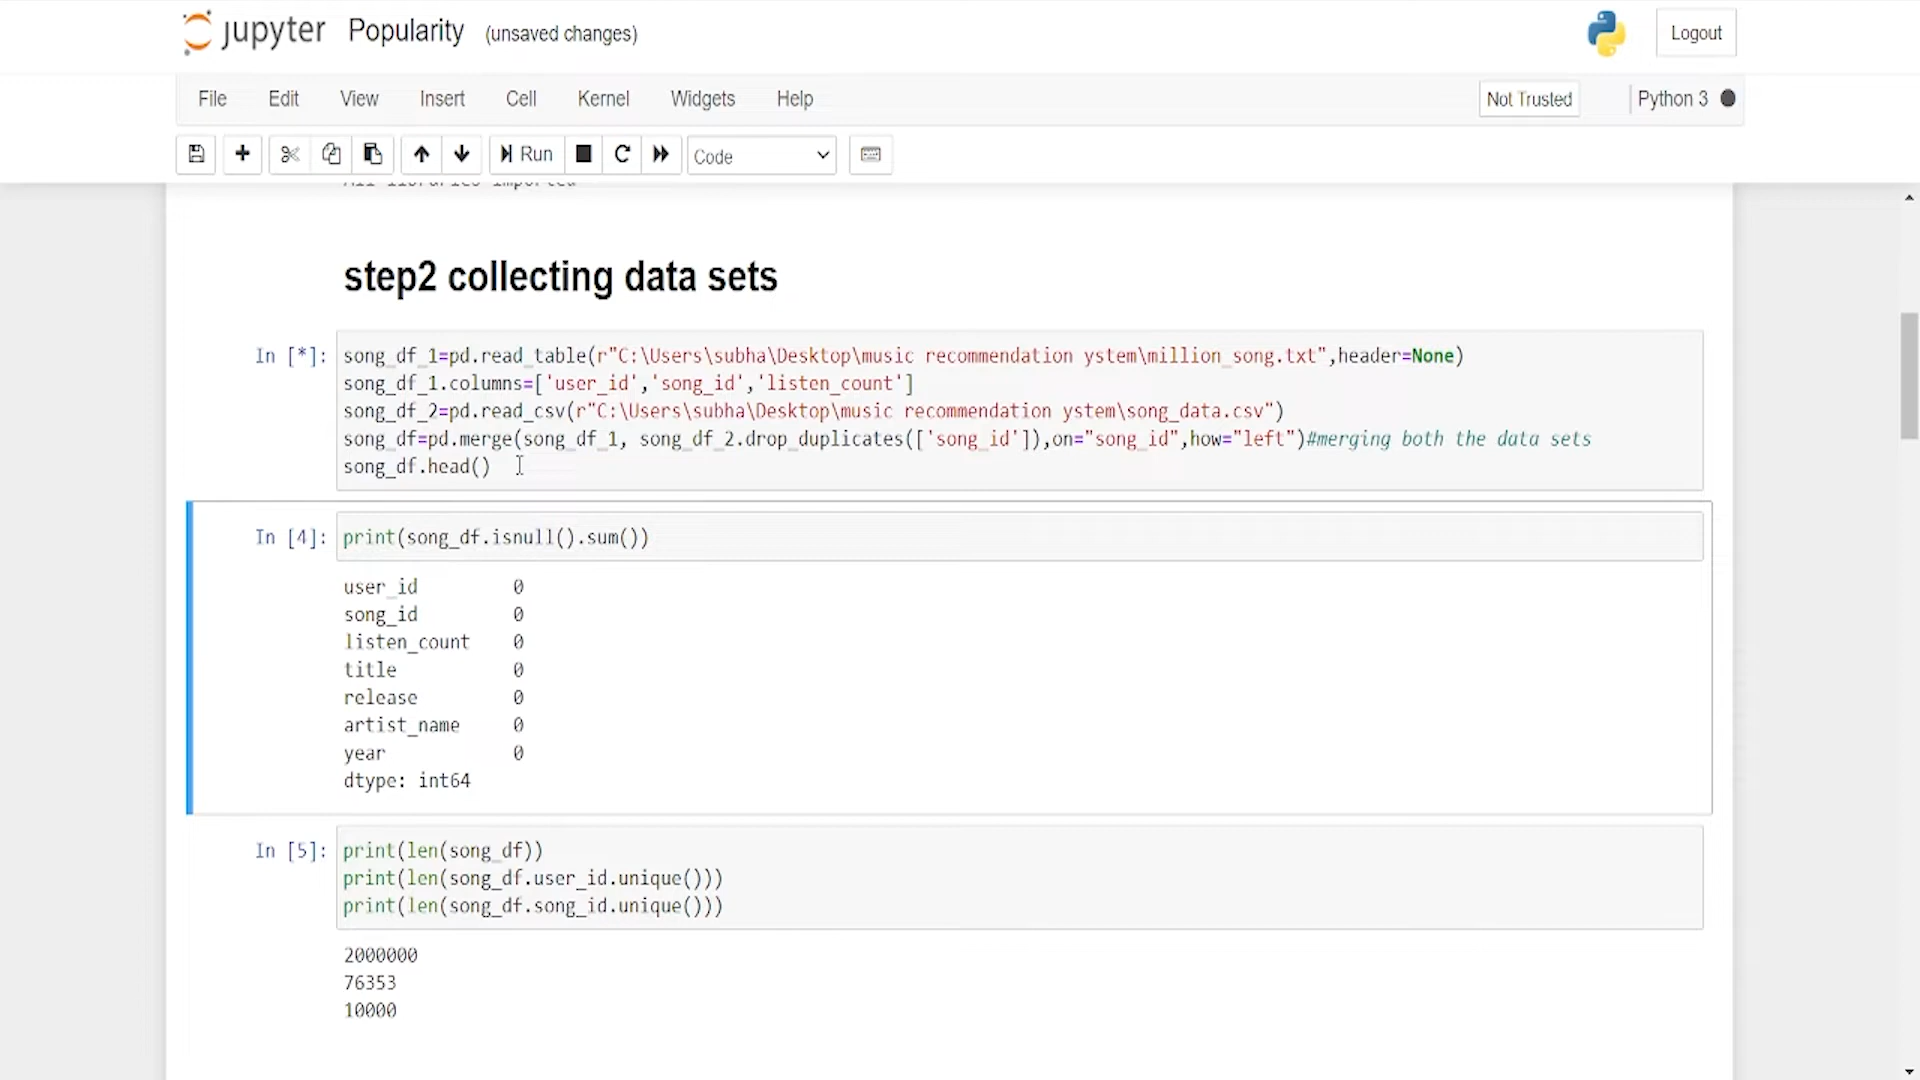 jupyter Popularity (unsaved changes) Logout
File Edit View Insert Cell Kernel Widgets Help Not Trusted Python 3
Run Code
All libraries imported
step2 collecting data sets
In [*]: song_df_1=pd.read_table(r"C:\Users\subha\Desktop\music recommendation ystem\million_song.txt",header=None)
song_df_1.columns=['user_id','song_id','listen_count']
song_df_2=pd.read_csv(r"C:\Users\subha\Desktop\music recommendation ystem\song_data.csv")
song_df=pd.merge(song_df_1, song_df_2.drop_duplicates(['song_id']),on="song_id",how="left")#merging both the data sets
song_df.head()
In [4]: print(song_df.isnull().sum())
user_id 0
song_id 0
listen_count 0
title 0
release 0
artist_name 0
year 0
dtype: int64
In [5]: print(len(song_df))
print(len(song_df.user_id.unique()))
print(len(song_df.song_id.unique()))
2000000
76353
10000